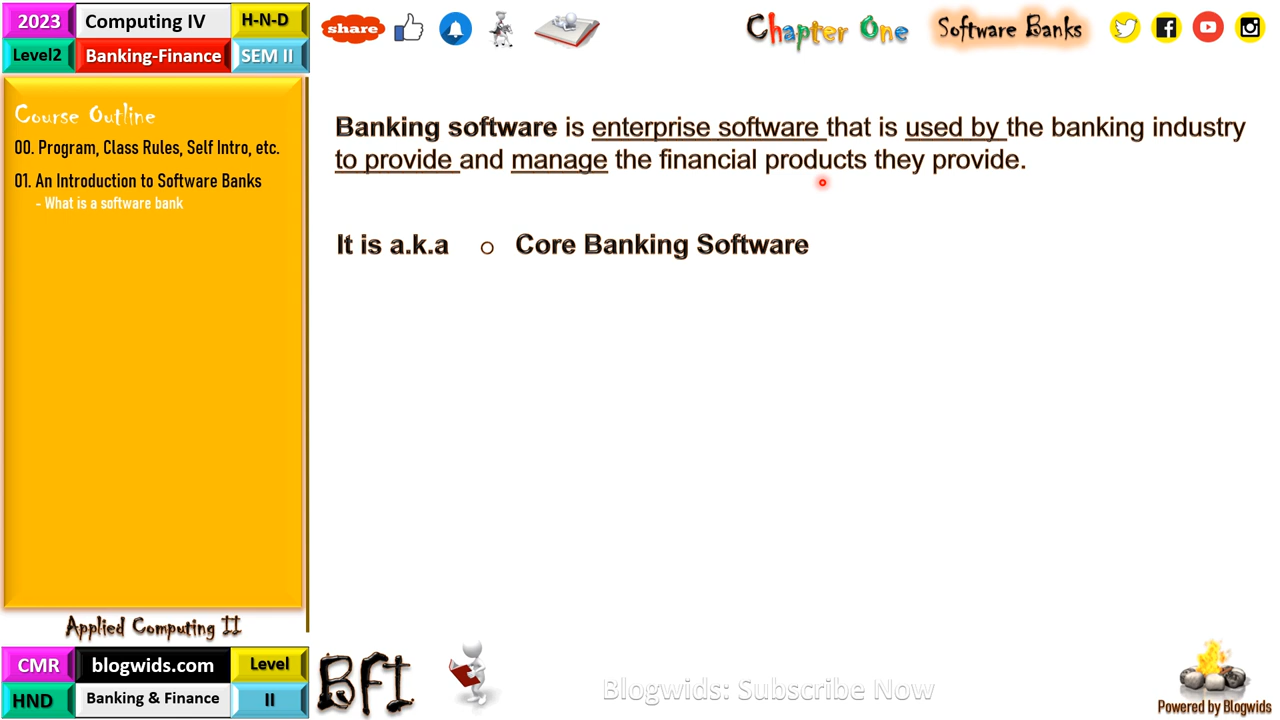 2023 Computing IV H-N-D
Level2 Banking-Finance SEM II
share
Chapter One
Software Banks
Course Outline
00. Program, Class Rules, Self Intro, etc.
01. An Introduction to Software Banks
- What is a software bank
Banking software is enterprise software that is used by the banking industry
to provide and manage the financial products they provide.
It is a.k.a o Core Banking Software
Applied Computing II
CMR blogwids.com Level
HND Banking & Finance II
BFI
Blogwids: Subscribe Now
Powered by Blogwids